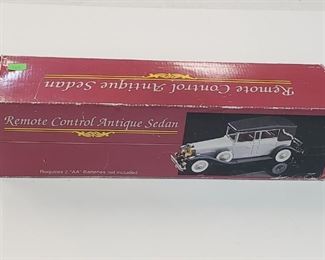 Remote Control Antique Sedan
Remote Control Antique Sedan
Requires 2 "AA" Batteries not included